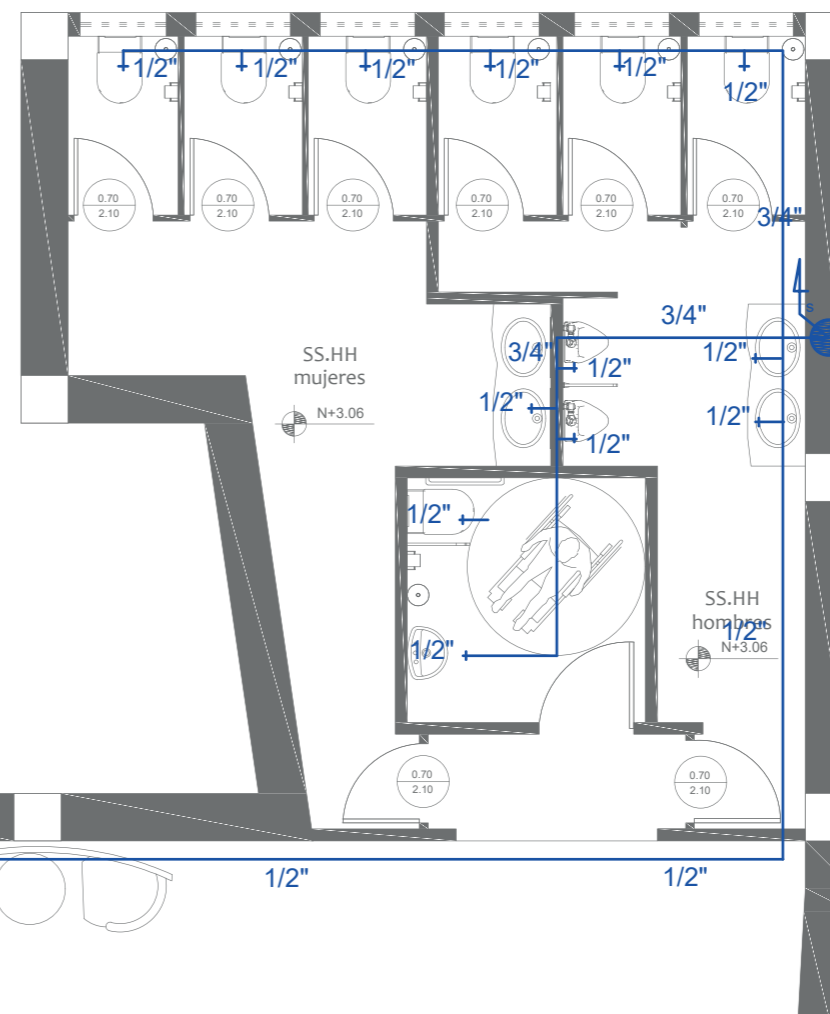 1/2" 1/2" 1/2" 1/2" 1/2"
1/2"
0.70 0.70 0.70 0.70 0.70 0.70
2.10 2.10 2.10 2.10 2.10 2.10
3/4"
s
3/4"
3/4" 1/2"
SS.HH
mujeres
1/2"
1/2"
1/2"
N+3.06
1/2"
1/2"
SS.HH
hombres
1/2"
N+3.06
1/2"
0.70 0.70
2.10 2.10
1/2" 1/2"